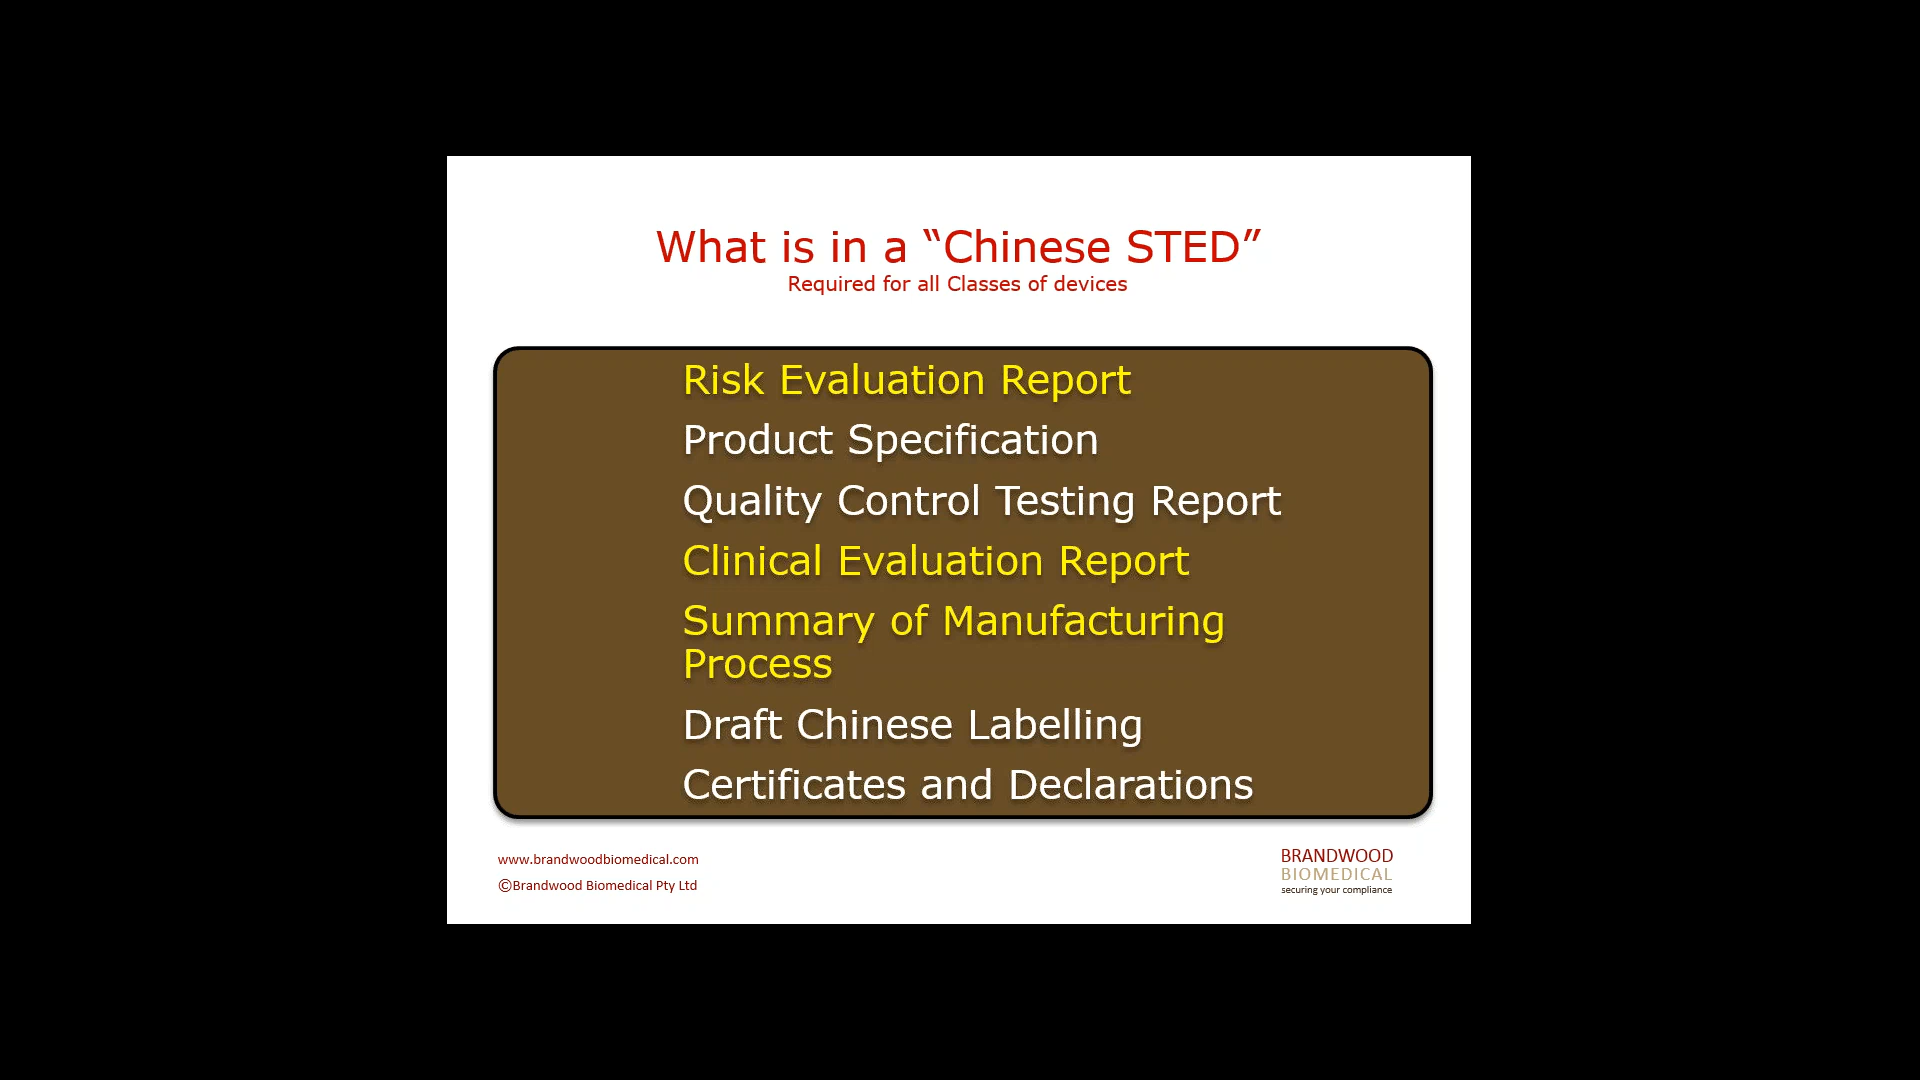 What is in a “Chinese STED”
Required for all Classes of devices
Risk Evaluation Report
Product Specification
Quality Control Testing Report
Clinical Evaluation Report
Summary of Manufacturing
Process
Draft Chinese Labelling
Certificates and Declarations
www.brandwoodbiomedical.com
©Brandwood Biomedical Pty Ltd
BRANDWOOD
BIOMEDICAL
securing your compliance